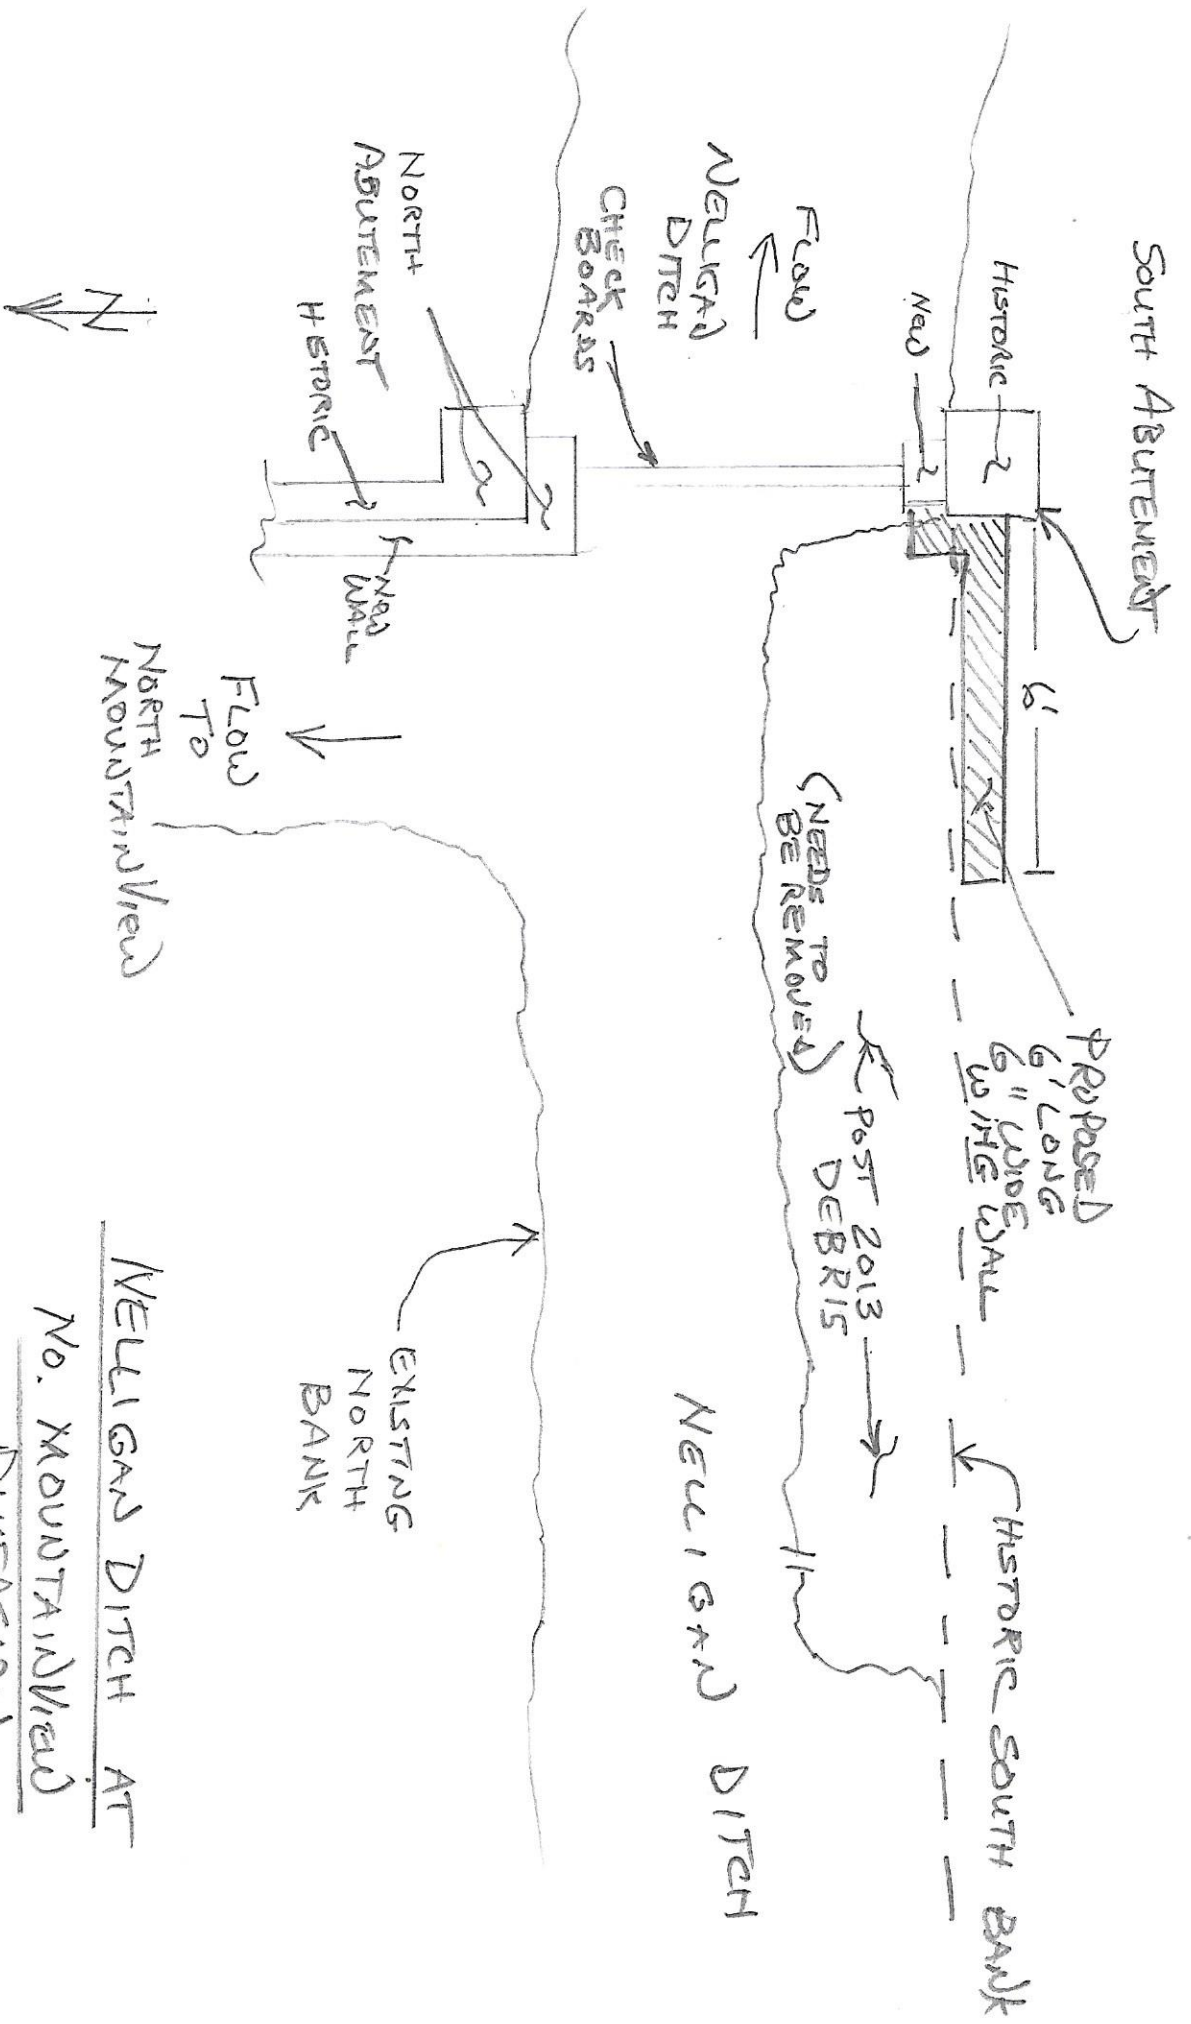 SOUTH ABUTEMENT
HISTORIC
NEW
6'
PROPOSED
6' LONG
6" WIDE
WING WALL
HISTORIC SOUTH BANK
FLOW
NELLIGAN
DITCH
CHECK
BOARDS
(NEEDS TO
BE REMOVED)
POST 2013
DEBRIS
NELLIGAN DITCH
NORTH
ABUTEMENT
HISTORIC
NEW
WALL
FLOW
TO
NORTH
MOUNTAINVIEW
EXISTING
NORTH
BANK
N
NELLIGAN DITCH AT
NO. MOUNTAINVIEW